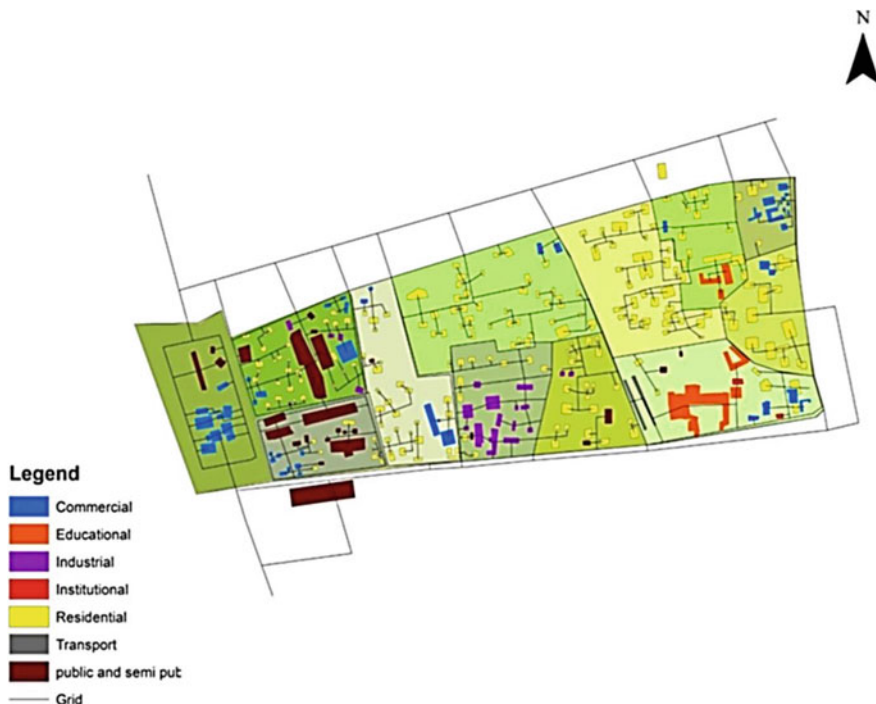 N
Legend
Commercial
Educational
Industrial
Institutional
Residential
Transport
public and semi put
Grid